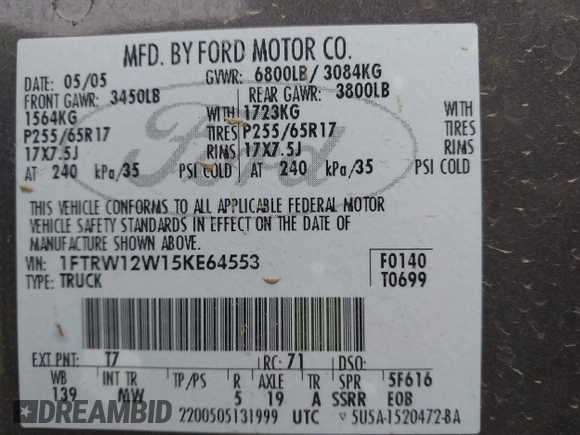 MFD. BY FORD MOTOR CO.
DATE: 05/05 GVWR: 6800LB/ 3084KG
FRONT GAWR: 3450LB REAR GAWR: 3800LB
1564KG WITH 1723KG WITH
P255/65R17 TIRES P255/65R17 TIRES
17X7.5J RIMS 17X7.5J RIMS
AT 240 kPa/35 PSI COLD AT 240 kPa/35 PSI COLD
Ford
THIS VEHICLE CONFORMS TO ALL APPLICABLE FEDERAL MOTOR
VEHICLE SAFETY STANDARDS IN EFFECT ON THE DATE OF
MANUFACTURE SHOWN ABOVE.
VIN: 1FTRW12W15KE64553 F0140
TYPE: TRUCK T0699
EXT PNT: T7 RC: 71 DSO:
WB INT TR TP/PS R AXLE TR SPR 5F616
139 MW 5 19 A SSRR EOB
2200505131999 UTC 5U5A-1520472-BA
DREAMBID